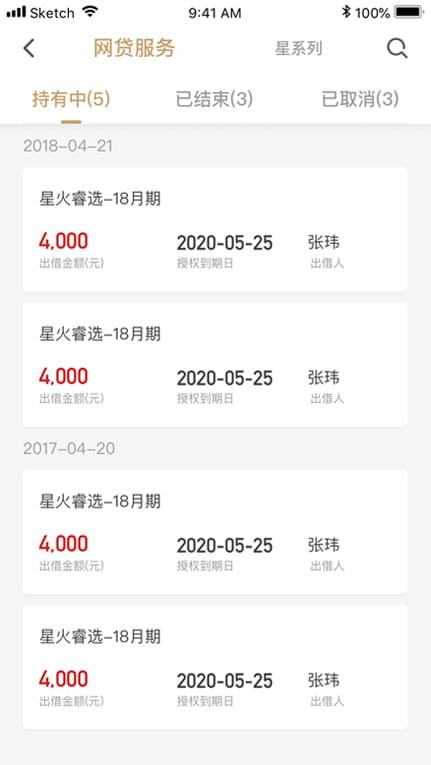 Sketch 9:41 AM 100%
网贷服务 星系列
持有中(5) 已结束(3) 已取消(3)
2018-04-21
星火睿选-18月期
4,000 2020-05-25 张玮
出借金额(元) 授权到期日 出借人
星火睿选-18月期
4,000 2020-05-25 张玮
出借金额(元) 授权到期日 出借人
2017-04-20
星火睿选-18月期
4,000 2020-05-25 张玮
出借金额(元) 授权到期日 出借人
星火睿选-18月期
4,000 2020-05-25 张玮
出借金额(元) 授权到期日 出借人